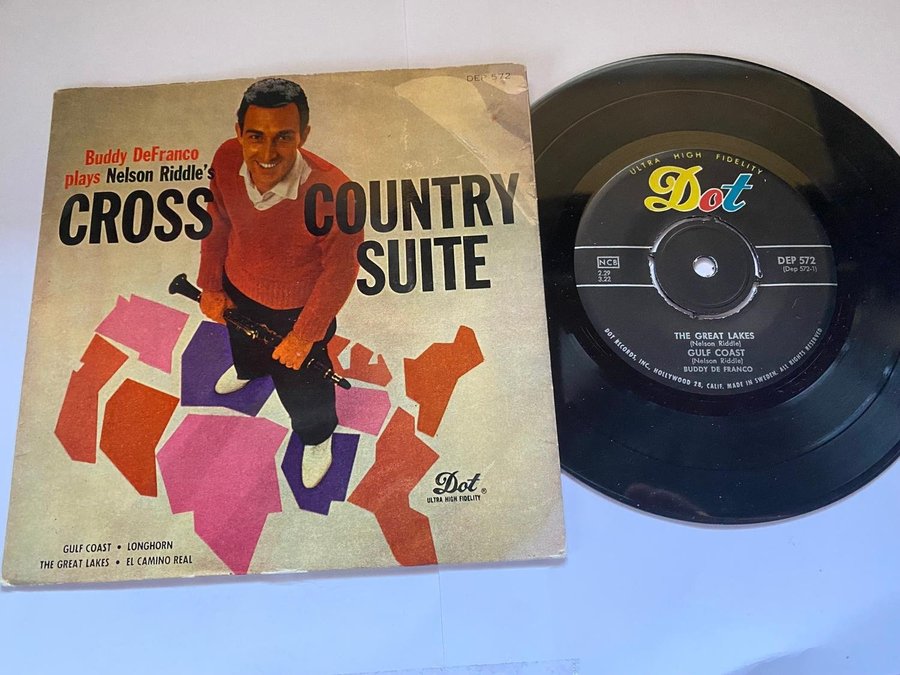 DEP 572
Buddy DeFranco
plays Nelson Riddle's
CROSS COUNTRY
SUITE
Dot®
ULTRA HIGH FIDELITY
GULF COAST • LONGHORN
THE GREAT LAKES • EL CAMINO REAL
ULTRA HIGH FIDELITY
Dot
NCB
2.29
3.22
DEP 572
(Dep 572-1)
THE GREAT LAKES
(Nelson Riddle)
GULF COAST
(Nelson Riddle)
BUDDY DE FRANCO
DOT RECORDS, INC., HOLLYWOOD 28, CALIF. MADE IN SWEDEN. ALL RIGHTS RESERVED